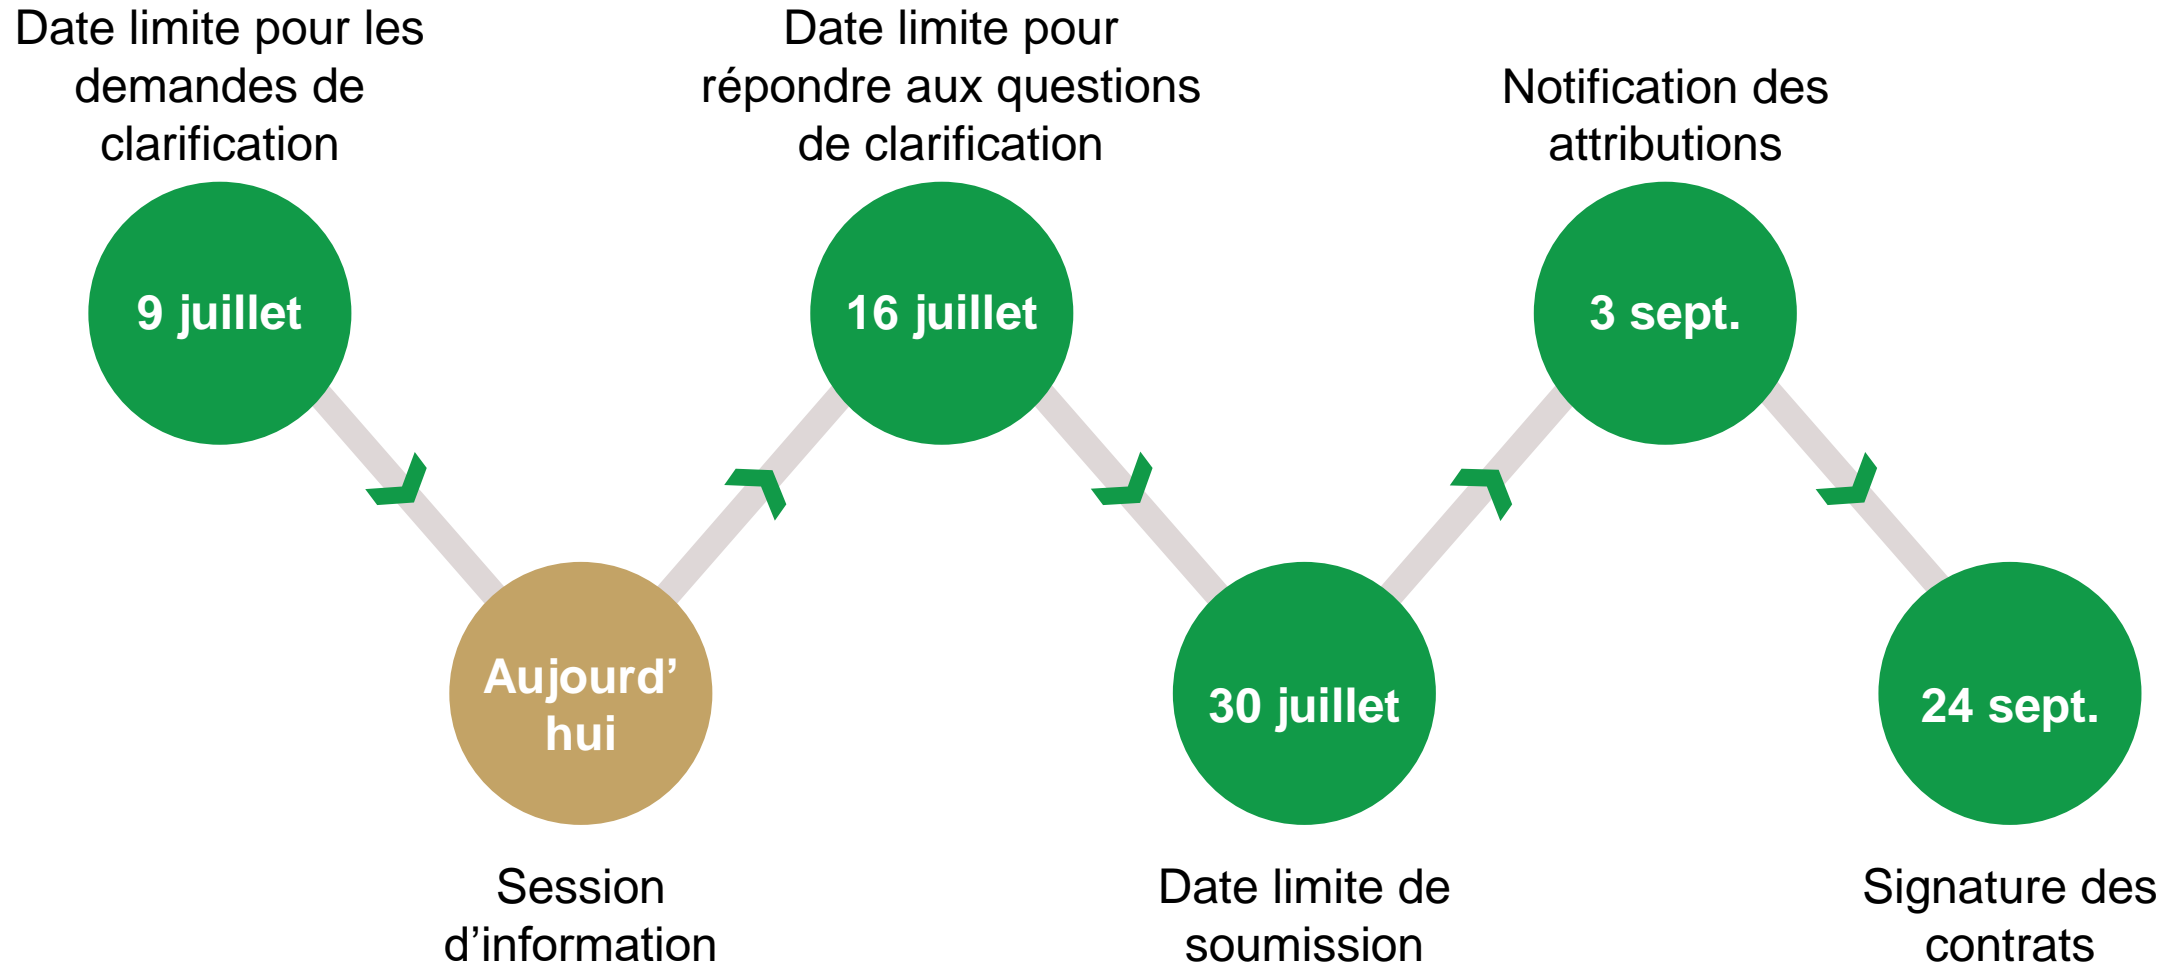 Date limite pour les
demandes de
clarification
9 juillet
Aujourd’
hui
Session
d’information
Date limite pour
répondre aux questions
de clarification
16 juillet
30 juillet
Date limite de
soumission
Notification des
attributions
3 sept.
24 sept.
Signature des
contrats